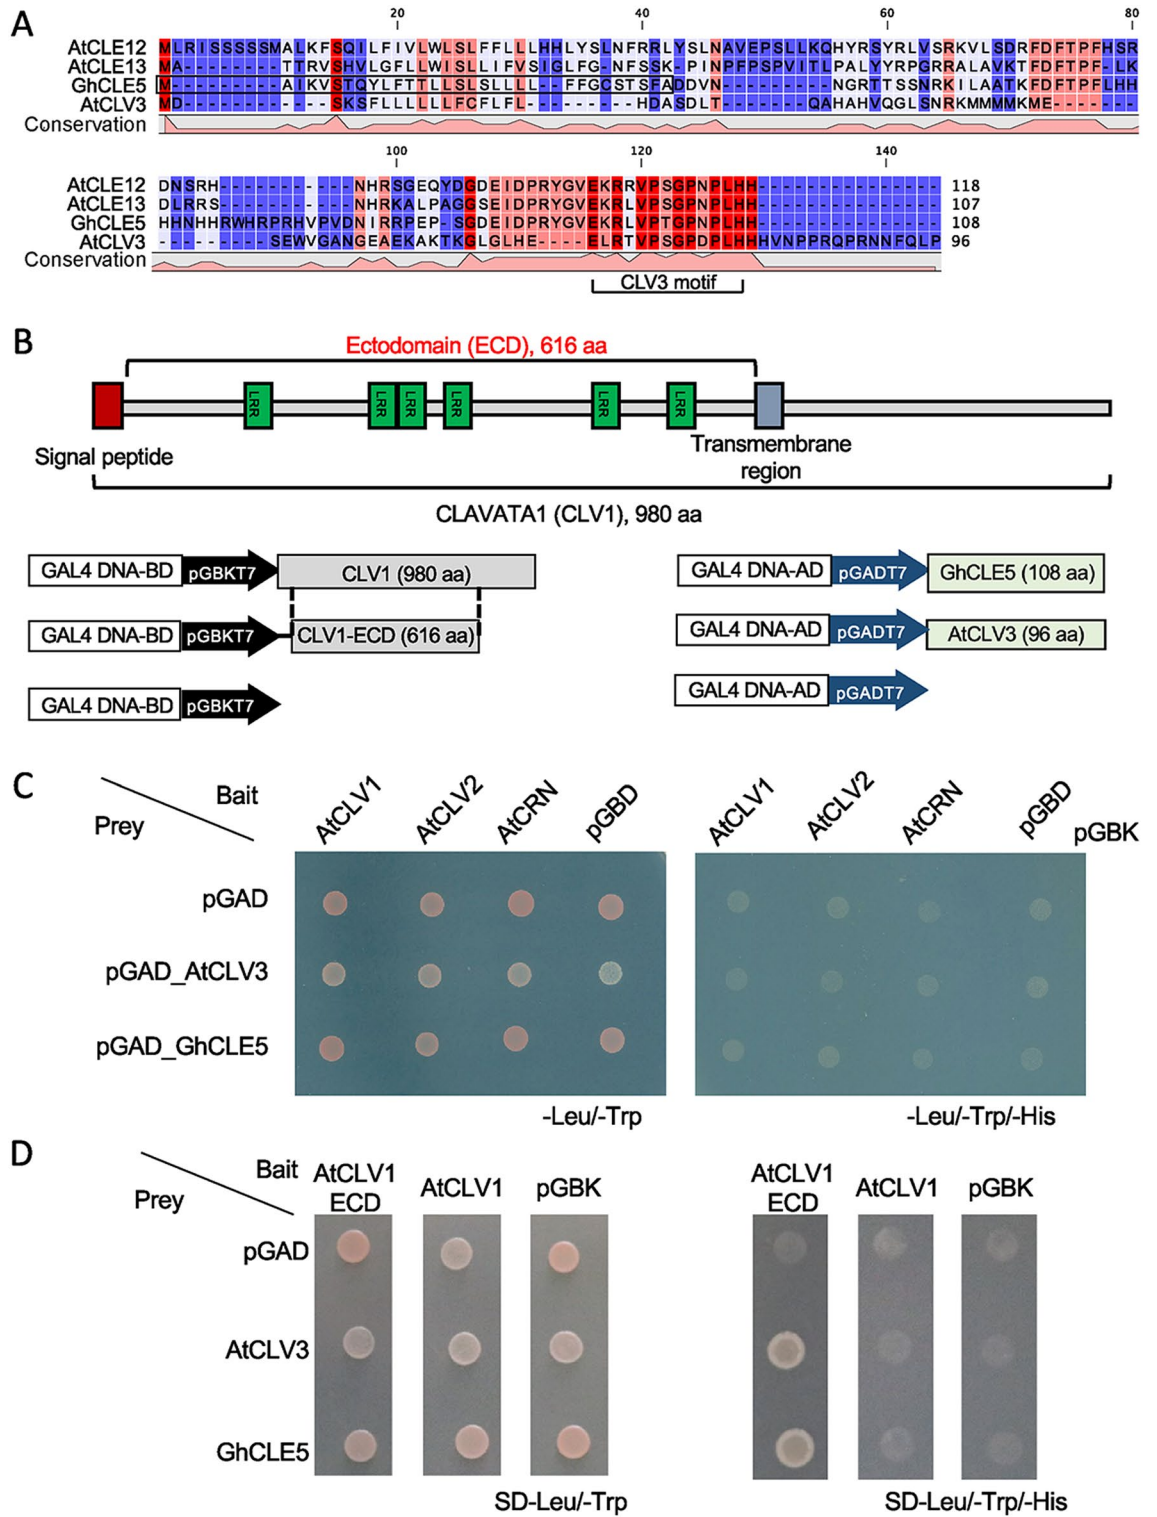 A
20 40 60 80
AtCLE12 MLRISSSSSMALKFSQILFIVLWLSLFFLLLHHLYSLNFRRLYSLNAVEPSLLKQHYRSYRLVSRKVLSDRFDFTPFHSR
AtCLE13 MA--------TTRVSHVLGFLLWISLLIFVSIGLFG-NFSSK-PINPFPSPVITLPALYYRPGRRALAVKTFDFTPF-LK
GhCLE5 M---------AIKVSTQYLFTTLLSLSLLL--FFGCSTSFADDVN---------NGRTTSSNRKILAATKFDFTPFLHH
AtCLV3 MD------------SKSFLLLLLLFCFLFL---------HDASDLT-------QAHAHVQGLSNRKMMMMKME-------
Conservation
100 120 140
AtCLE12 DNSRH-----------NHRSGEQYDGDEIDPRYGVEKRRVPSGPNPLHH--------------- 118
AtCLE13 DLRRS-----------NHRKALPAGGSEIDPRYGVEKRLVPSGPNPLHH--------------- 107
GhCLE5 HHNHHRWHRPRHVPVDNIRRPEP-SGDEIDPRYGVEKRLVPTGPNPLHH--------------- 108
AtCLV3 ---------SEWVGANGEAEKAKTKGLGLHE----ELRTVPSGPDPLHHHVNPPRQPRNNFQLP 96
Conservation
CLV3 motif
B
Ectodomain (ECD), 616 aa
LRR LRR LRR LRR LRR LRR
Signal peptide
Transmembrane
region
CLAVATA1 (CLV1), 980 aa
GAL4 DNA-BD pGBKT7 CLV1 (980 aa)
GAL4 DNA-AD pGADT7 GhCLE5 (108 aa)
GAL4 DNA-BD pGBKT7 CLV1-ECD (616 aa)
GAL4 DNA-AD pGADT7 AtCLV3 (96 aa)
GAL4 DNA-BD pGBKT7
GAL4 DNA-AD pGADT7
C
Bait
Prey
AtCLV1 AtCLV2 AtCRN pGBD
AtCLV1 AtCLV2 AtCRN pGBD pGBK
pGAD
pGAD_AtCLV3
pGAD_GhCLE5
-Leu/-Trp
-Leu/-Trp/-His
D
Bait
Prey
AtCLV1
ECD
AtCLV1 pGBK
AtCLV1
ECD
AtCLV1 pGBK
pGAD
AtCLV3
GhCLE5
SD-Leu/-Trp
SD-Leu/-Trp/-His